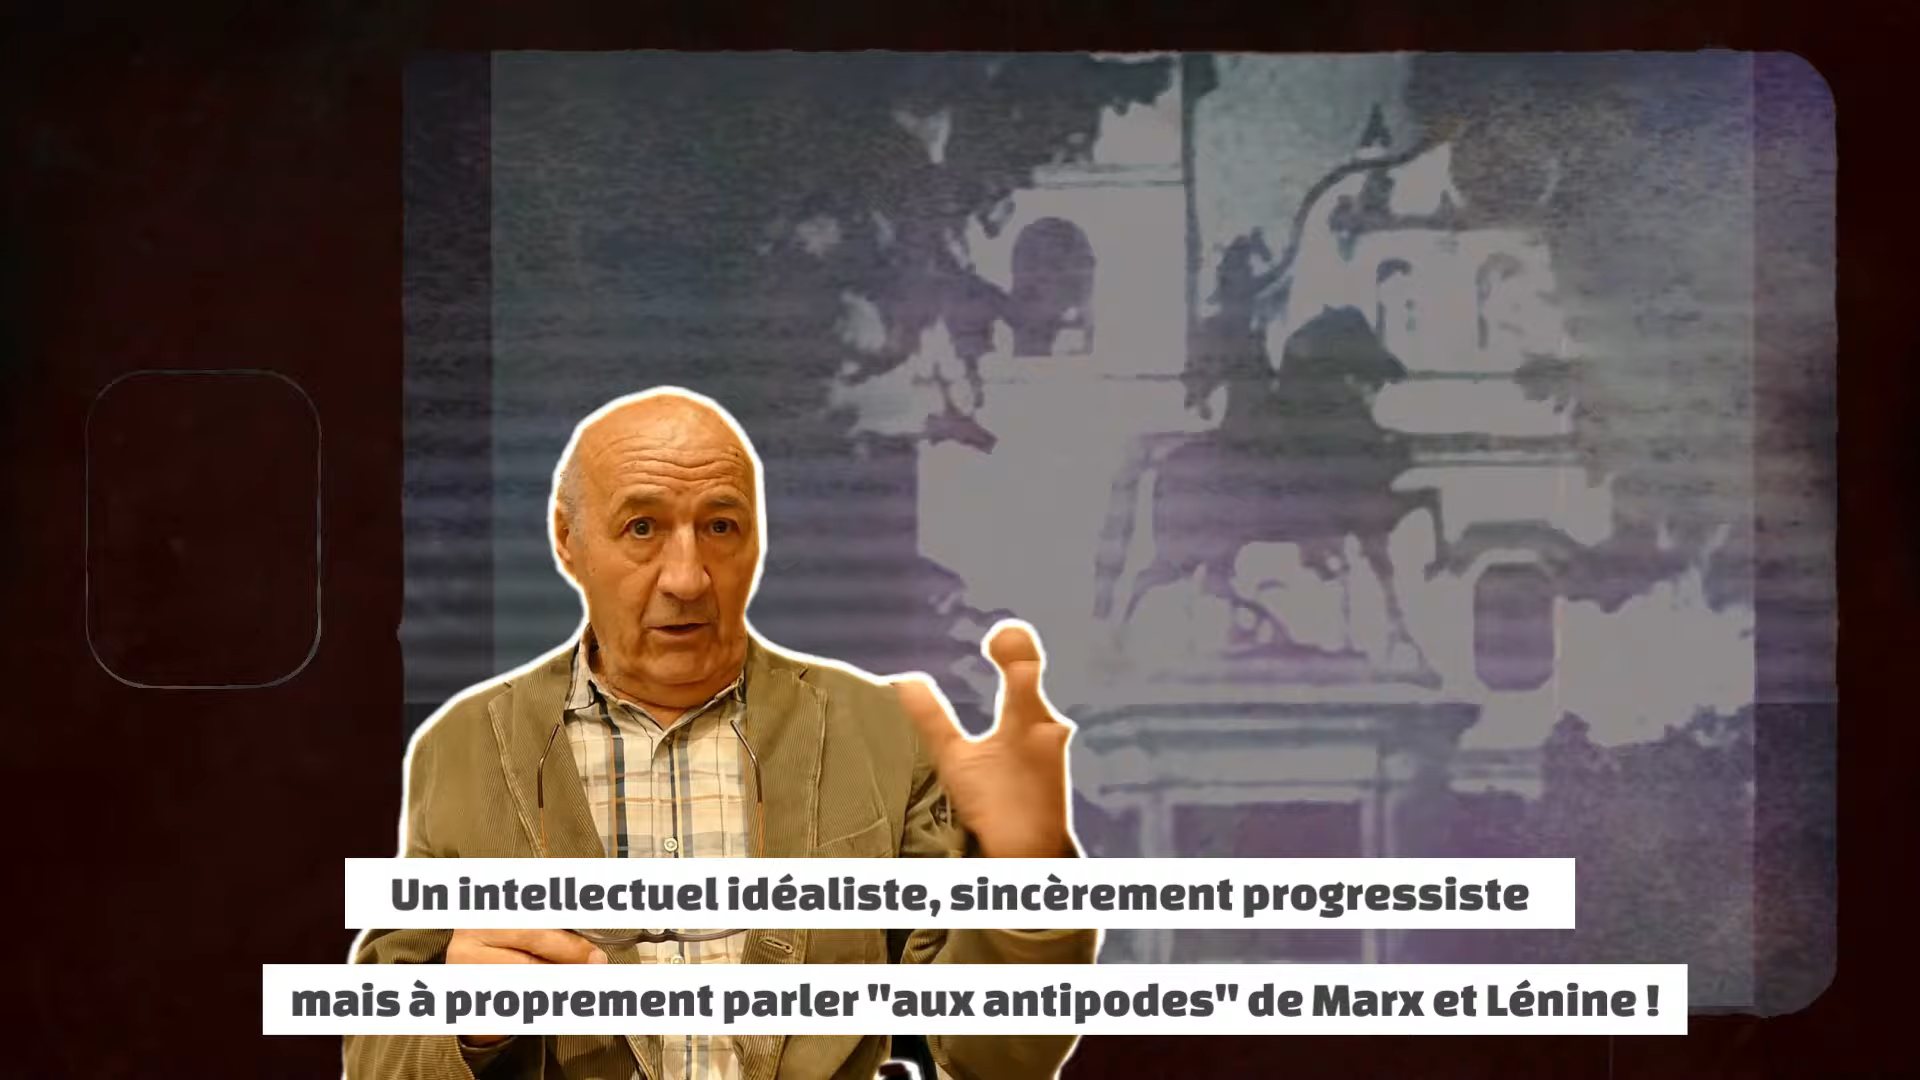 Un intellectuel idéaliste, sincèrement progressiste
mais à proprement parler "aux antipodes" de Marx et Lénine !